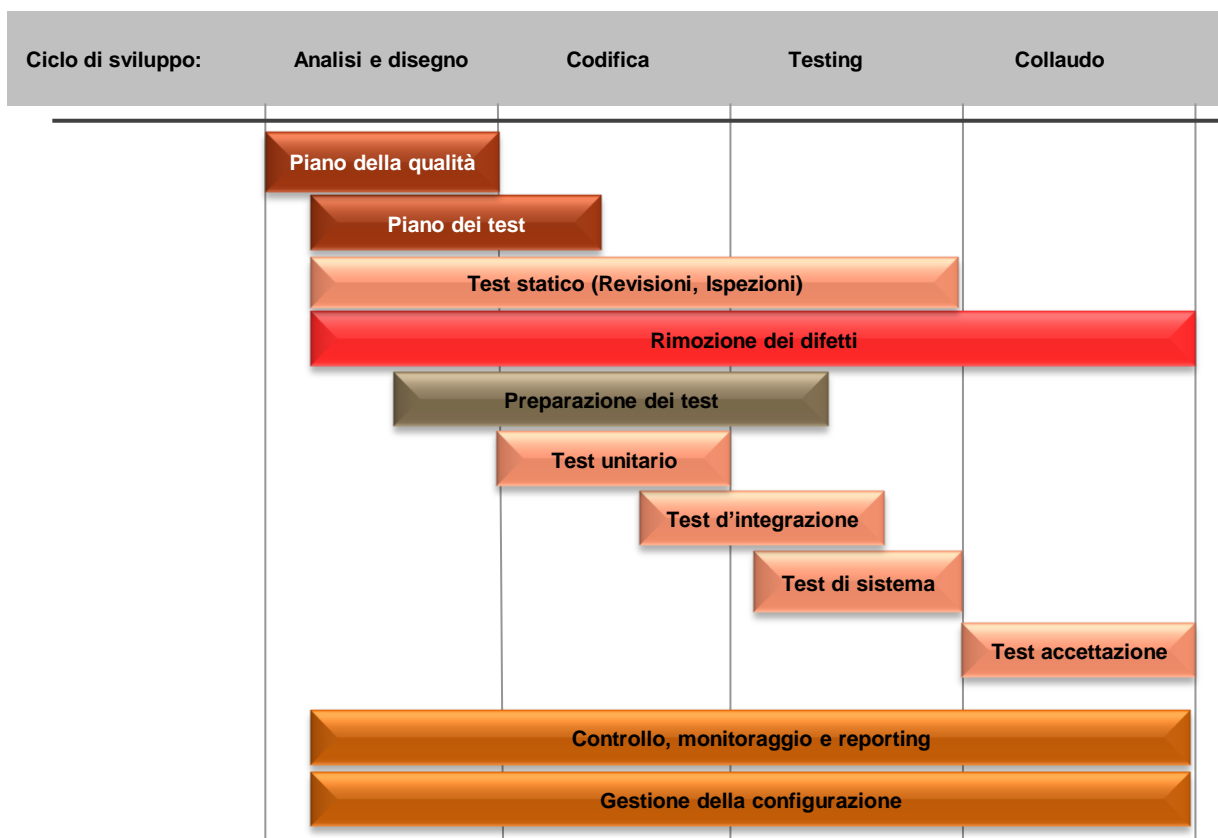 Ciclo di sviluppo: Analisi e disegno Codifica Testing Collaudo
Piano della qualità
Piano dei test
Test statico (Revisioni, Ispezioni)
Rimozione dei difetti
Preparazione dei test
Test unitario
Test d’integrazione
Test di sistema
Test accettazione
Controllo, monitoraggio e reporting
Gestione della configurazione